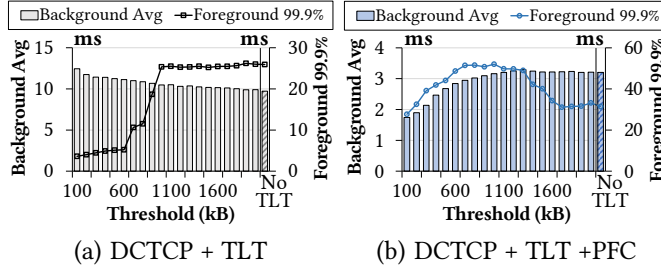 Background Avg Foreground 99.9%
ms ms
Background Avg
15
10
5
0
30
20
10
0
Foreground 99.9%
100 600 1100 1600 No TLT
Threshold (kB)
(a) DCTCP + TLT
Background Avg Foreground 99.9%
ms ms
Background Avg
4
3
2
1
0
60
40
20
0
Foreground 99.9%
100 600 1100 1600 No TLT
Threshold (kB)
(b) DCTCP + TLT +PFC